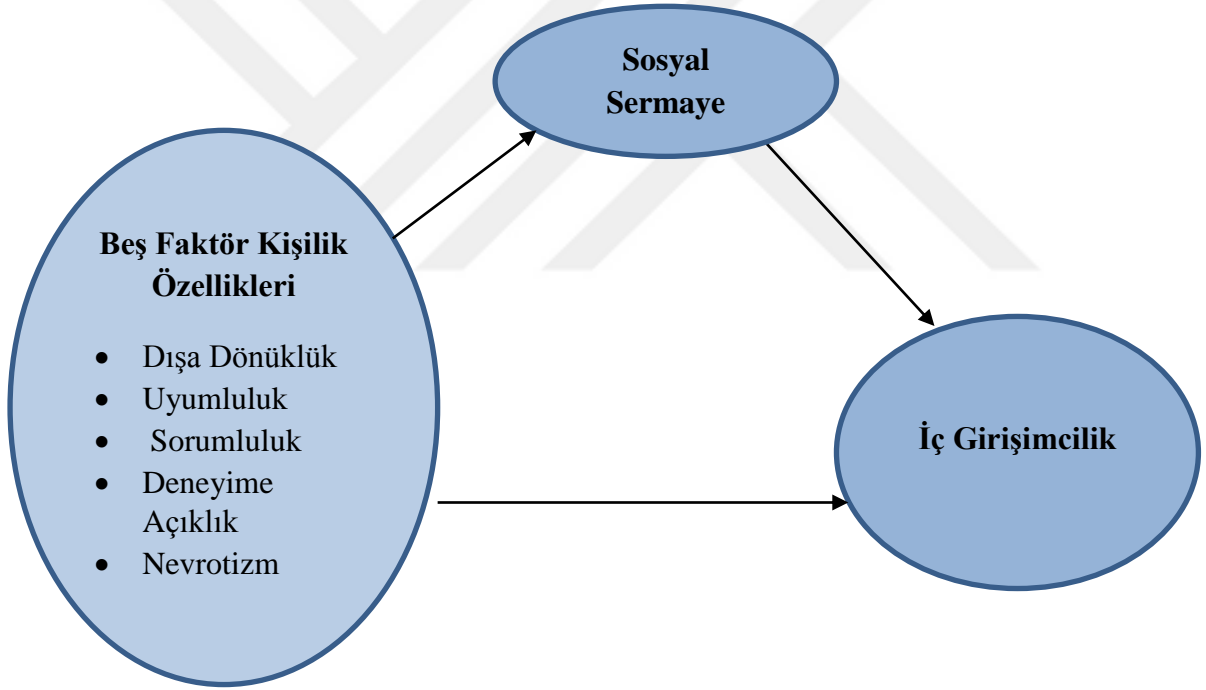 Sosyal
Sermaye
Beş Faktör Kişilik
Özellikleri
• Dışa Dönüklük
• Uyumluluk
• Sorumluluk
• Deneyime
Açıklık
• Nevrotizm
İç Girişimcilik